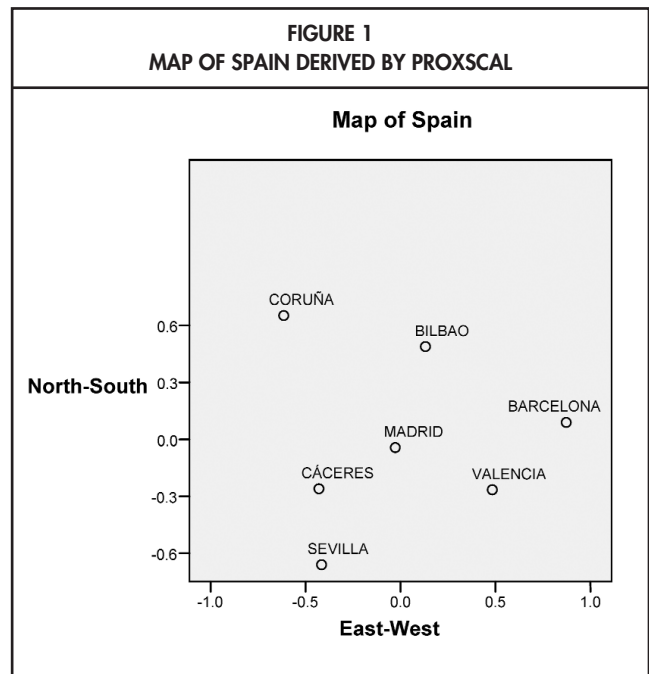 FIGURE 1
MAP OF SPAIN DERIVED BY PROXSCAL
Map of Spain
CORUÑA
0.6
BILBAO
North-South
0.3
BARCELONA
MADRID
0.0
CÁCERES
VALENCIA
-0.3
SEVILLA
-0.6
-1.0 -0.5 0.0 0.5 1.0
East-West